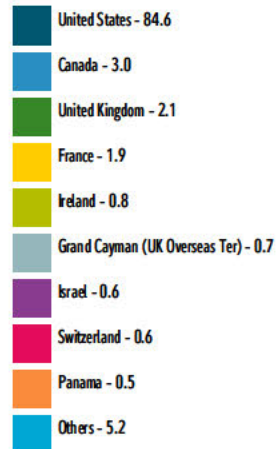 United States - 84.6
Canada - 3.0
United Kingdom - 2.1
France - 1.9
Ireland - 0.8
Grand Cayman (UK Overseas Ter) - 0.7
Israel - 0.6
Switzerland - 0.6
Panama - 0.5
Others - 5.2